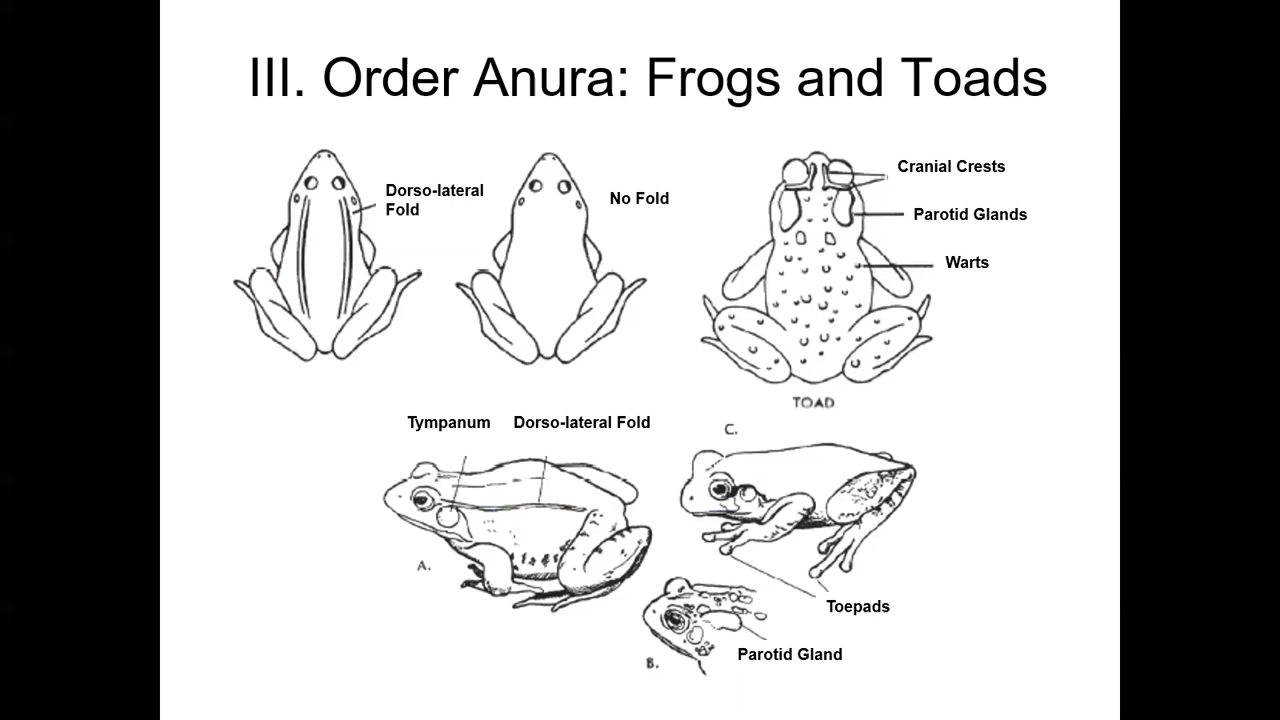 III. Order Anura: Frogs and Toads
Dorso-lateral
Fold
No Fold
Cranial Crests
Parotid Glands
Warts
TOAD
Tympanum
Dorso-lateral Fold
C.
A.
Toepads
B.
Parotid Gland